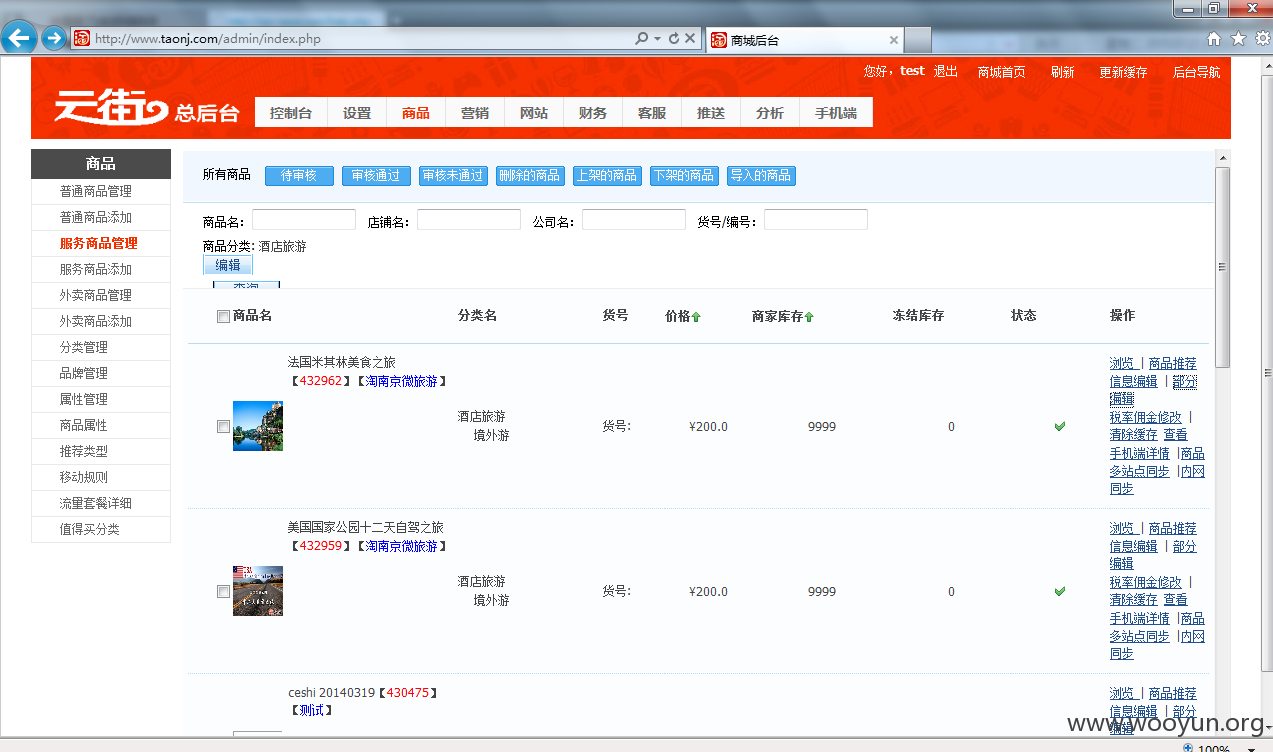 http://www.taonj.com/admin/index.php
商城后台
您好，test 退出 商城首页 刷新 更新缓存 后台导航
云街 总后台
控制台 设置 商品 营销 网站 财务 客服 推送 分析 手机端
商品
普通商品管理
普通商品添加
服务商品管理
服务商品添加
外卖商品管理
外卖商品添加
分类管理
品牌管理
属性管理
商品属性
推荐类型
移动规则
流量套餐详细
值得买分类
所有商品 待审核 审核通过 审核未通过 删除的商品 上架的商品 下架的商品 导入的商品
商品名： 店铺名： 公司名： 货号/编号：
商品分类: 酒店旅游
编辑
查询
商品名 分类名 货号 价格 商家库存 冻结库存 状态 操作
法国米其林美食之旅
【432962】【淘南京微旅游】
酒店旅游
境外游
货号: ¥200.0 9999 0
浏览 | 商品推荐
信息编辑 | 部分
编辑
税率佣金修改 |
清除缓存 查看
手机端详情 |商品
多站点同步 |内网
同步
美国国家公园十二天自驾之旅
【432959】【淘南京微旅游】
酒店旅游
境外游
货号: ¥200.0 9999 0
浏览 | 商品推荐
信息编辑 | 部分
编辑
税率佣金修改 |
清除缓存 查看
手机端详情 |商品
多站点同步 |内网
同步
ceshi 20140319【430475】
【测试】
浏览 | 商品推荐
信息编辑 | 部分
编辑
www.wooyun.org
100%